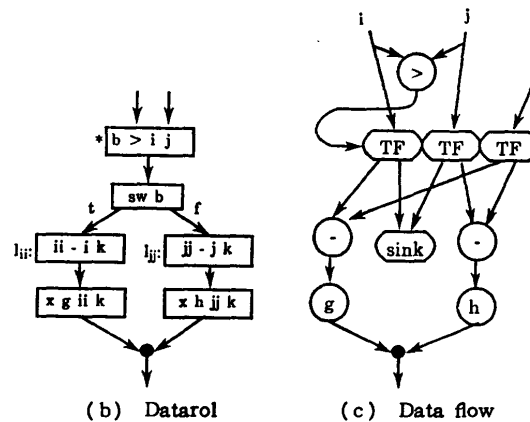 * b > i j
sw b
t f
l_ii: ii - i k
l_jj: jj - j k
x g ii k
x h jj k
(b) Datarol
i j
>
TF TF TF
-
sink
-
g h
(c) Data flow